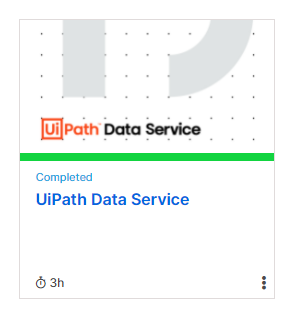 UiPath Data Service
Completed
UiPath Data Service
3h